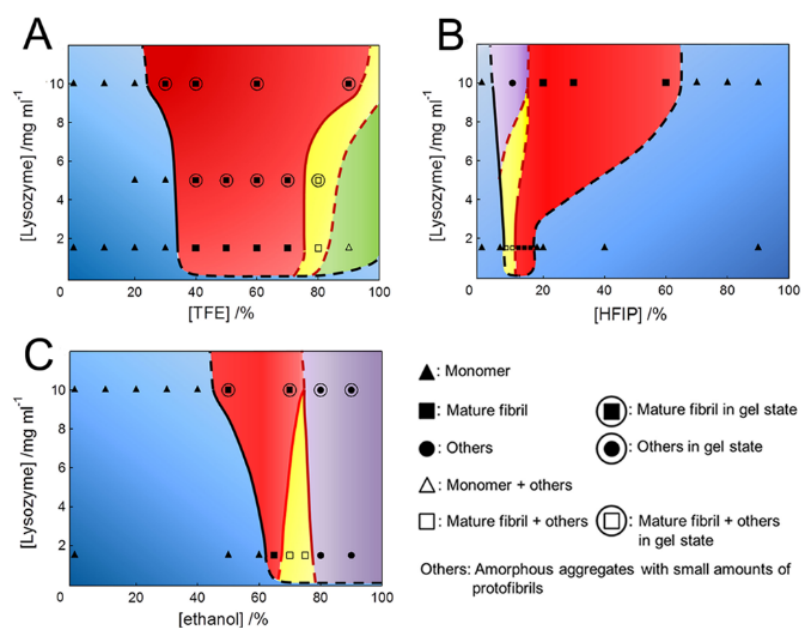 A
[Lysozyme] /mg ml-1
10
8
6
4
2
0 20 40 60 80 100
[TFE] /%
B
[Lysozyme] /mg ml-1
10
8
6
4
2
0 20 40 60 80 100
[HFIP] /%
C
[Lysozyme] /mg ml-1
10
8
6
4
2
0 20 40 60 80 100
[ethanol] /%
: Monomer
: Mature fibril
: Mature fibril in gel state
: Others
: Others in gel state
: Monomer + others
: Mature fibril + others
: Mature fibril + others
in gel state
Others: Amorphous aggregates with small amounts of
protofibrils